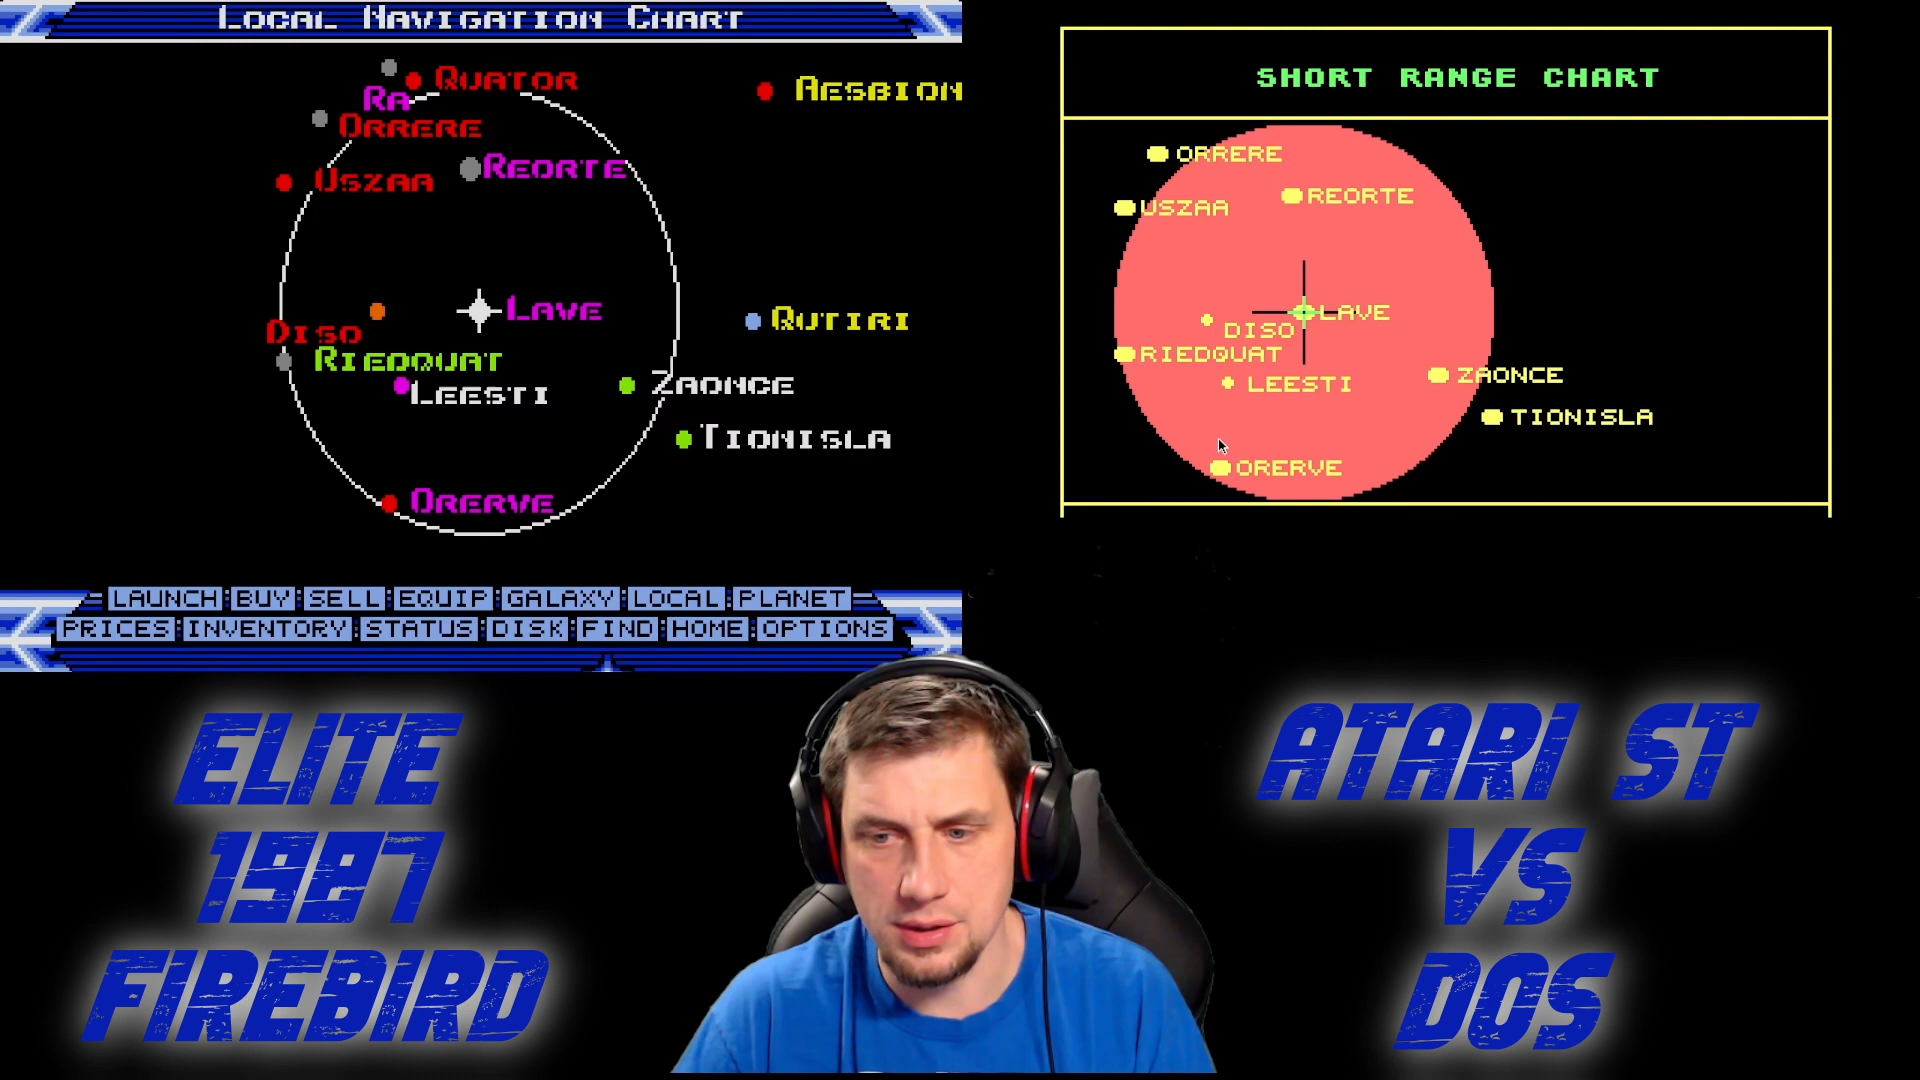 LOCAL NAVIGATION CHART
QUATOR
RA
AESBION
ORRERE
REORTE
USZAA
LAVE
QUTIRI
DISO
RIEDQUAT
LEESTI
ZAONCE
TIONISLA
ORERVE
LAUNCH BUY SELL EQUIP GALAXY LOCAL PLANET
PRICES INVENTORY STATUS DISK FIND HOME OPTIONS
SHORT RANGE CHART
ORRERE
REORTE
USZAA
LAVE
DISO
RIEDQUAT
ZAONCE
LEESTI
TIONISLA
ORERVE
ELITE
1987
FIREBIRD
ATARI ST
VS
DOS